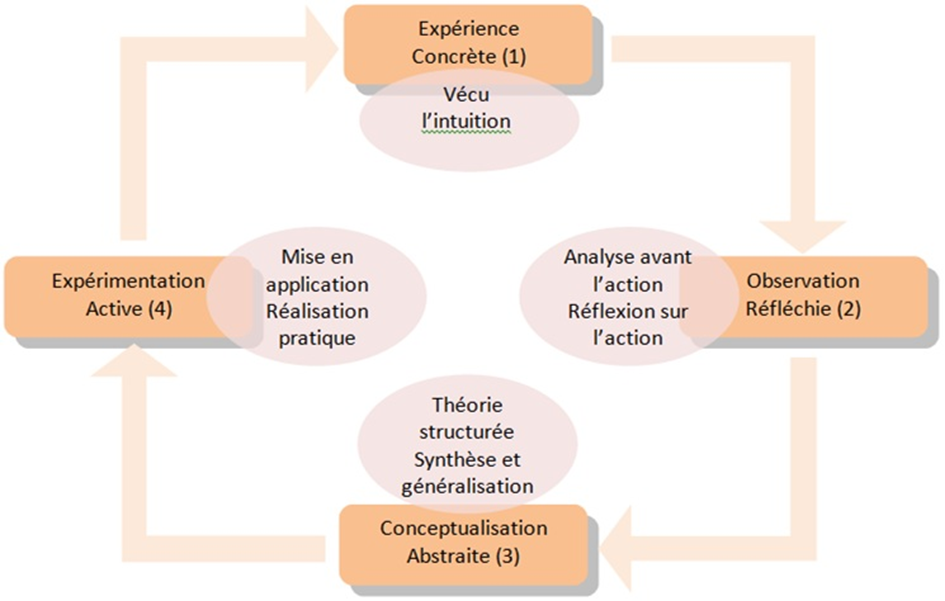 Expérience
Concrète (1)
Vécu
l’intuition
Expérimentation
Active (4)
Mise en
application
Réalisation
pratique
Analyse avant
l’action
Réflexion sur
l’action
Observation
Réfléchie (2)
Théorie
structurée
Synthèse et
généralisation
Conceptualisation
Abstraite (3)